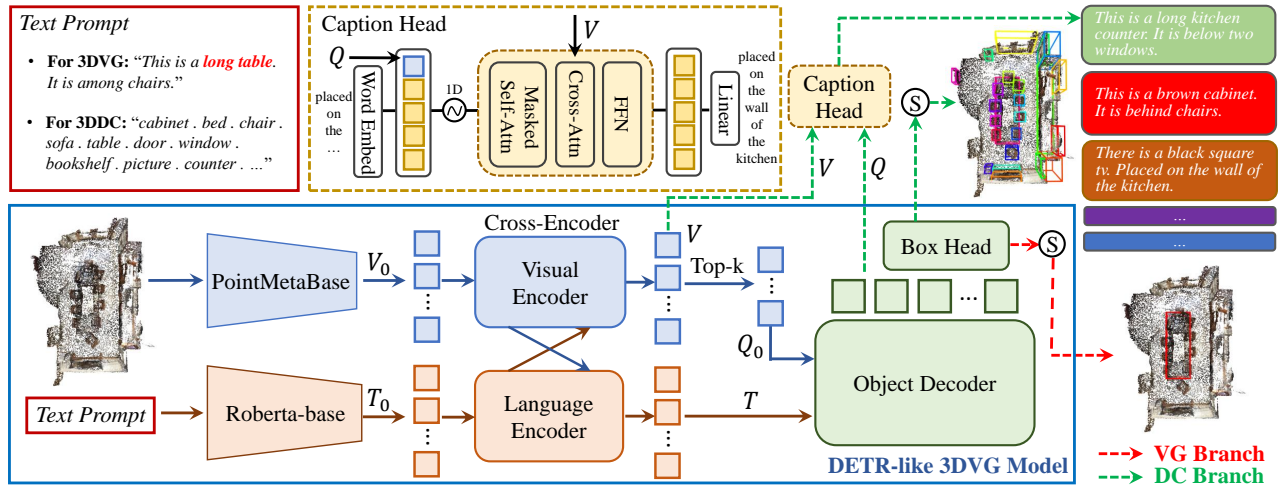 Text Prompt
• For 3DVG: “This is a long table.
It is among chairs.”
• For 3DDC: “cabinet . bed . chair .
sofa . table . door . window .
bookshelf . picture . counter . …”
Caption Head
Q
V
placed
on
the
…
Word Embed
1D
Masked
Self-Attn
Cross-Attn
FFN
Linear
placed
on
the
wall
of
the
kitchen
Caption
Head
S
V
Q
This is a long kitchen
counter. It is below two
windows.
This is a brown cabinet.
It is behind chairs.
There is a black square
tv. Placed on the wall of
the kitchen.
...
...
PointMetaBase
V0
Cross-Encoder
Visual
Encoder
V
Top-k
Q0
Box Head
S
Text Prompt
Roberta-base
T0
Language
Encoder
T
Object Decoder
DETR-like 3DVG Model
VG Branch
DC Branch